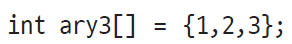 int ary3[] = {1,2,3};